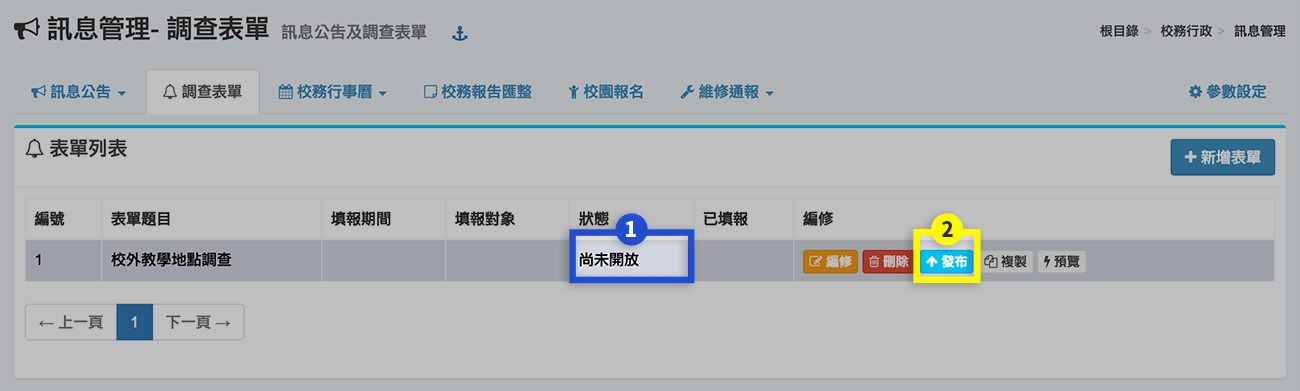 訊息管理- 調查表單 訊息公告及調查表單
根目錄 > 校務行政 > 訊息管理
訊息公告 調查表單 校務行事曆 校務報告匯整 校園報名 維修通報 參數設定
表單列表
+ 新增表單
編號 表單題目 填報期間 填報對象 狀態 已填報 編修
1 2
1 校外教學地點調查 尚未開放 編修 刪除 發布 複製 預覽
← 上一頁 1 下一頁 →